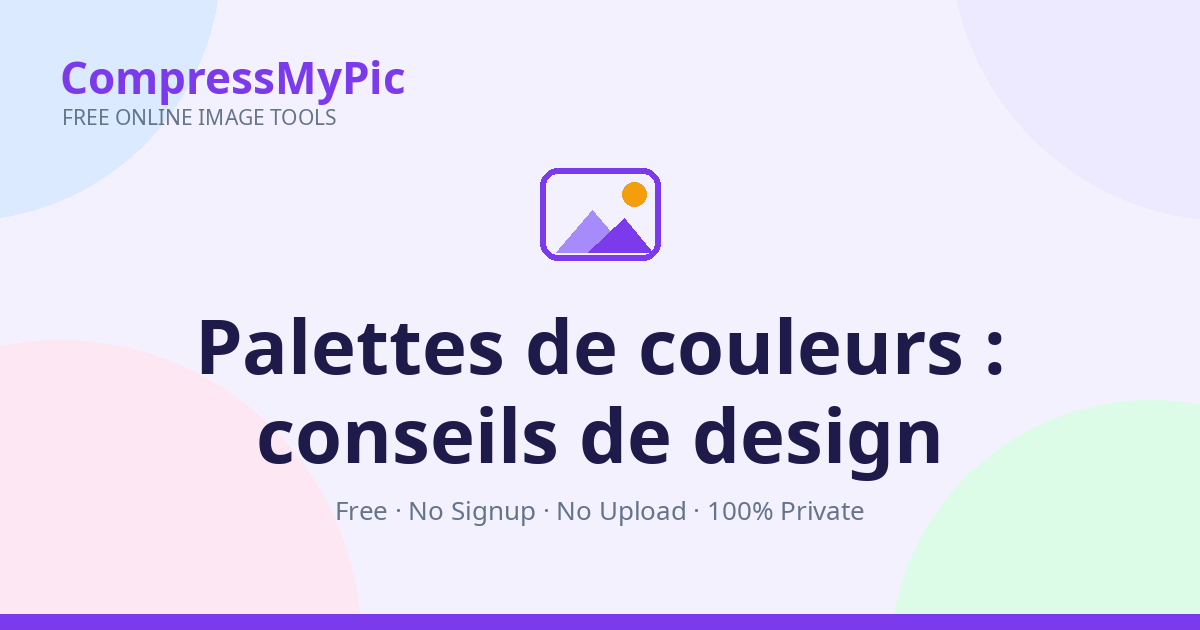 CompressMyPic
FREE ONLINE IMAGE TOOLS
Palettes de couleurs :
conseils de design
Free · No Signup · No Upload · 100% Private